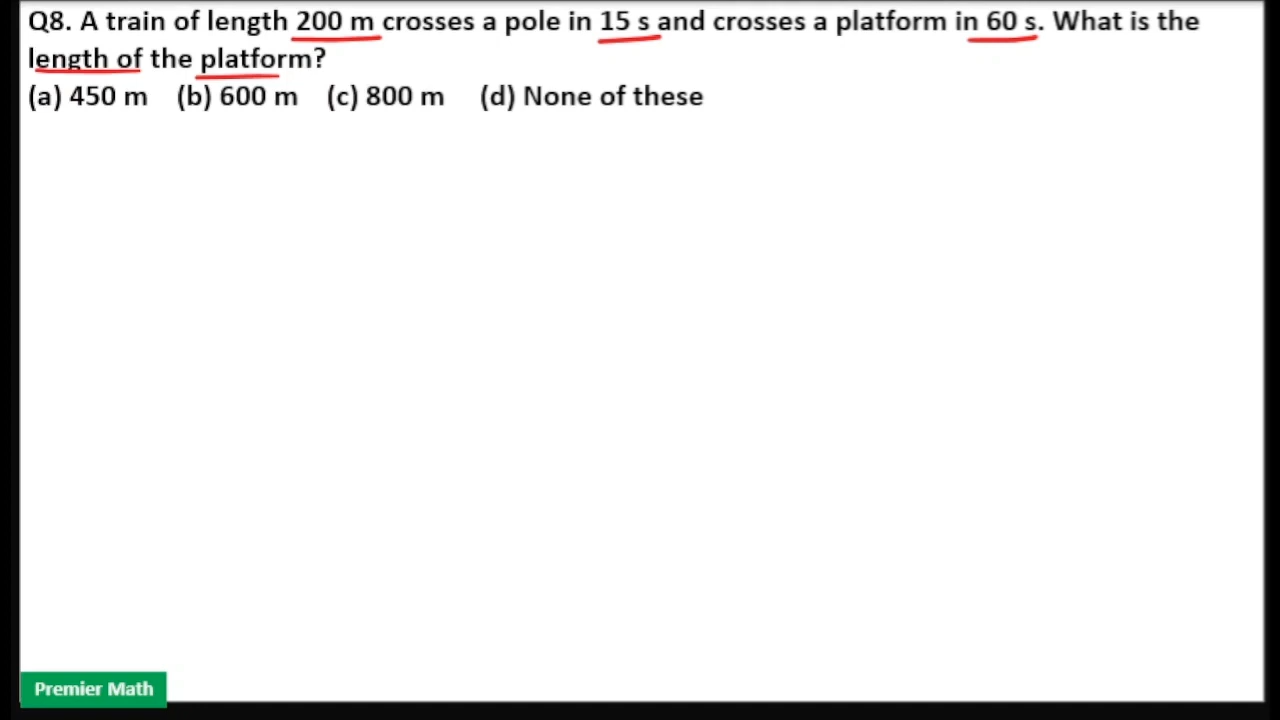 Q8. A train of length 200 m crosses a pole in 15 s and crosses a platform in 60 s. What is the
length of the platform?
(a) 450 m (b) 600 m (c) 800 m (d) None of these
Premier Math